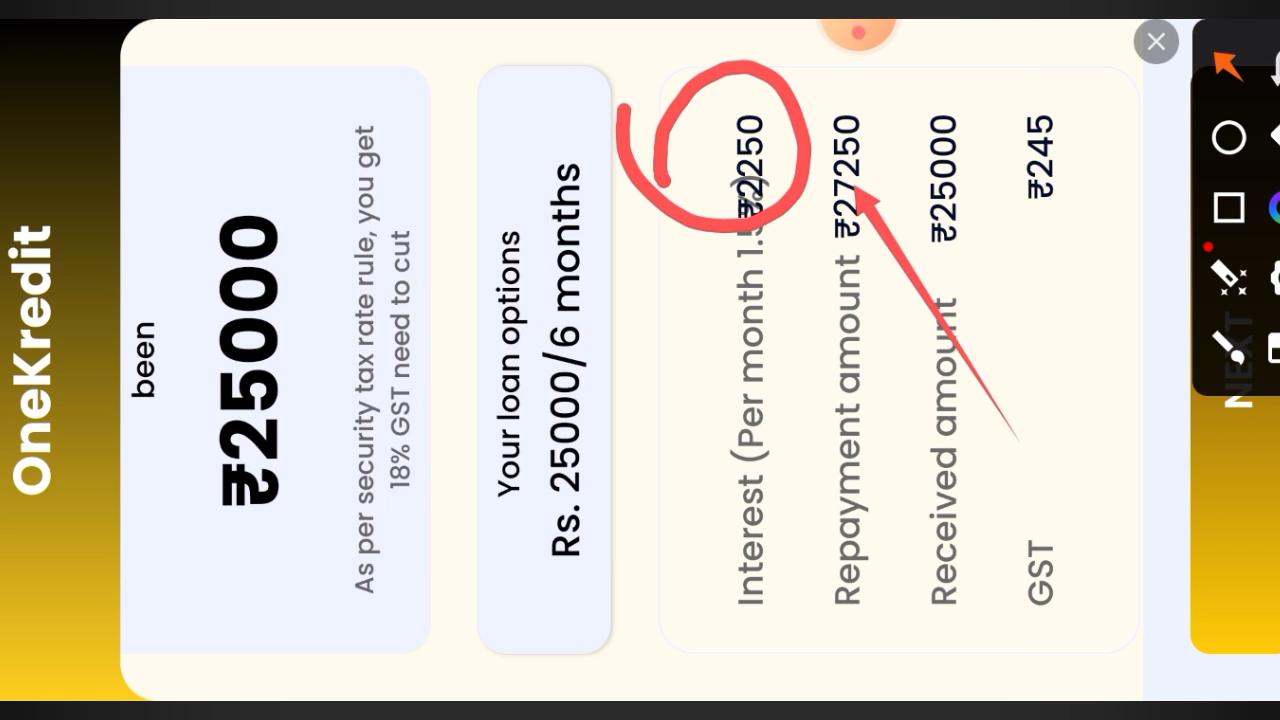 OneKredit
been
₹25000
As per security tax rate rule, you get
18% GST need to cut
Your loan options
Rs. 25000/6 months
Interest (Per month 1.5%) ₹2250
Repayment amount ₹27250
Received amount ₹25000
GST ₹245
NEXT